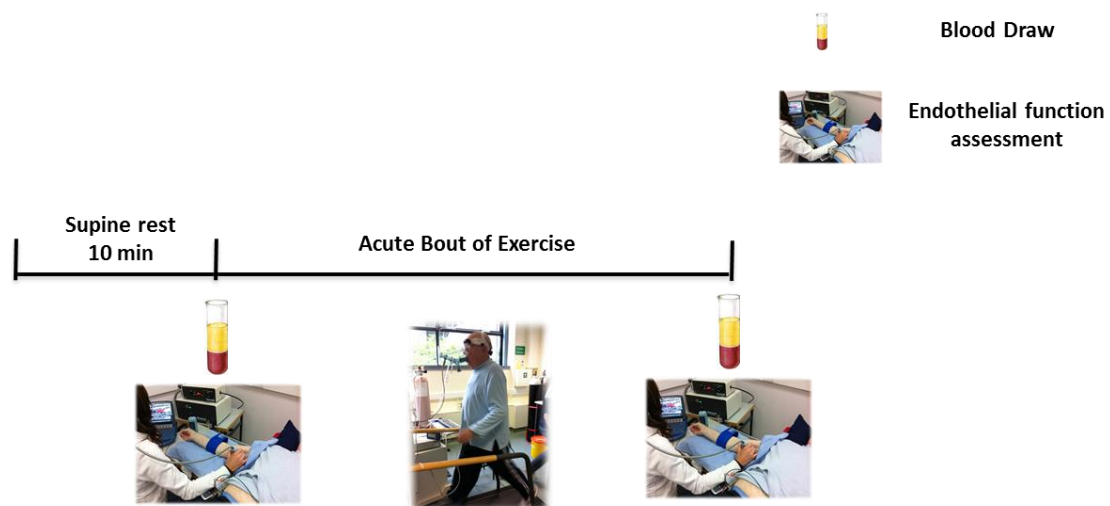 Blood Draw
Endothelial function
assessment
Supine rest
10 min
Acute Bout of Exercise